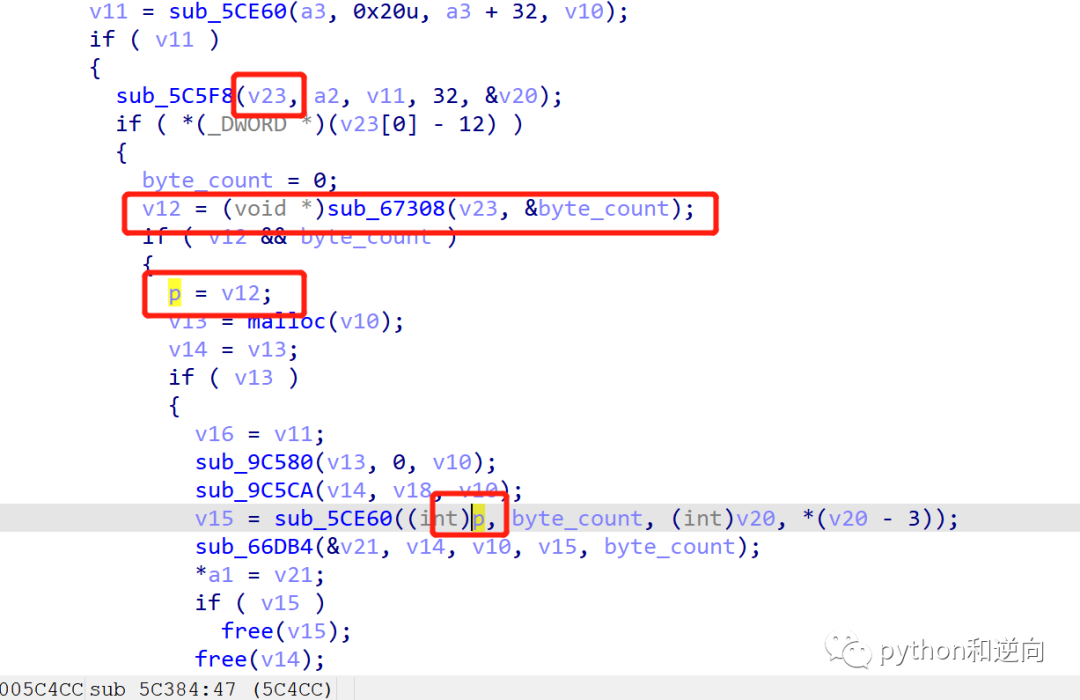 v11 = sub_5CE60(a3, 0x20u, a3 + 32, v10);
if ( v11 )
{
sub_5C5F8(v23, a2, v11, 32, &v20);
if ( *(_DWORD *)(v23[0] - 12) )
{
byte_count = 0;
v12 = (void *)sub_67308(v23, &byte_count);
if ( v12 && byte_count )
{
p = v12;
v13 = malloc(v10);
v14 = v13;
if ( v13 )
{
v16 = v11;
sub_9C580(v13, 0, v10);
sub_9C5CA(v14, v18, v10);
v15 = sub_5CE60((int)p, byte_count, (int)v20, *(v20 - 3));
sub_66DB4(&v21, v14, v10, v15, byte_count);
*a1 = v21;
if ( v15 )
free(v15);
free(v14);
python和逆向
005C4CC sub_5C384:47 (5C4CC)